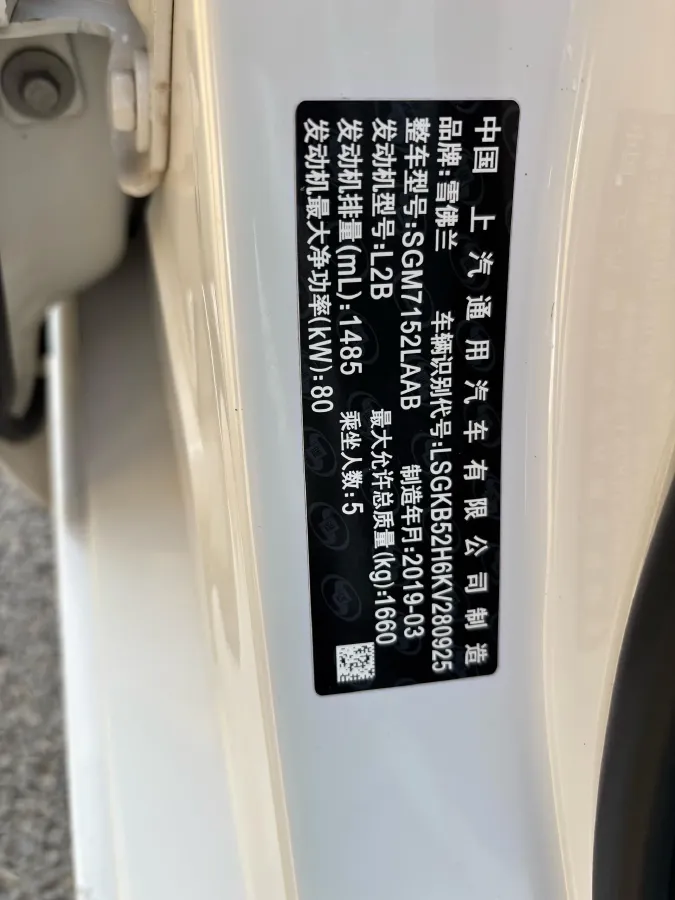 中国 上汽通用汽车有限公司制造
品牌:雪佛兰 车辆识别代号:LSGKB52H6KV280925
整车型号:SGM7152LAAB 制造年月:2019-03
发动机型号:L2B 最大允许总质量(kg):1660
发动机排量(mL):1485 乘坐人数:5
发动机最大净功率(kW):80